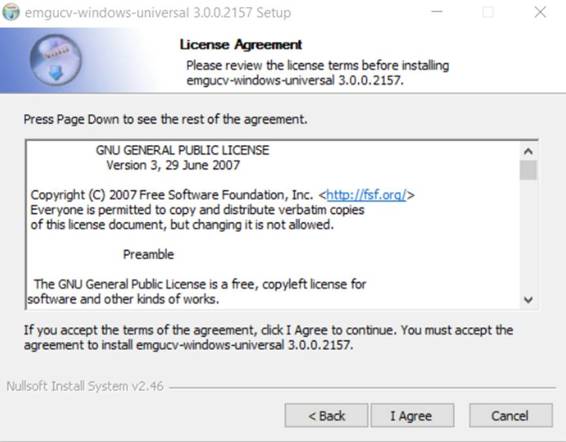 emgucv-windows-universal 3.0.0.2157 Setup
License Agreement
Please review the license terms before installing
emgucv-windows-universal 3.0.0.2157.
Press Page Down to see the rest of the agreement.
GNU GENERAL PUBLIC LICENSE
Version 3, 29 June 2007
Copyright (C) 2007 Free Software Foundation, Inc. <http://fsf.org/>
Everyone is permitted to copy and distribute verbatim copies
of this license document, but changing it is not allowed.
Preamble
The GNU General Public License is a free, copyleft license for
software and other kinds of works.
If you accept the terms of the agreement, click I Agree to continue. You must accept the
agreement to install emgucv-windows-universal 3.0.0.2157.
Nullsoft Install System v2.46
< Back
I Agree
Cancel